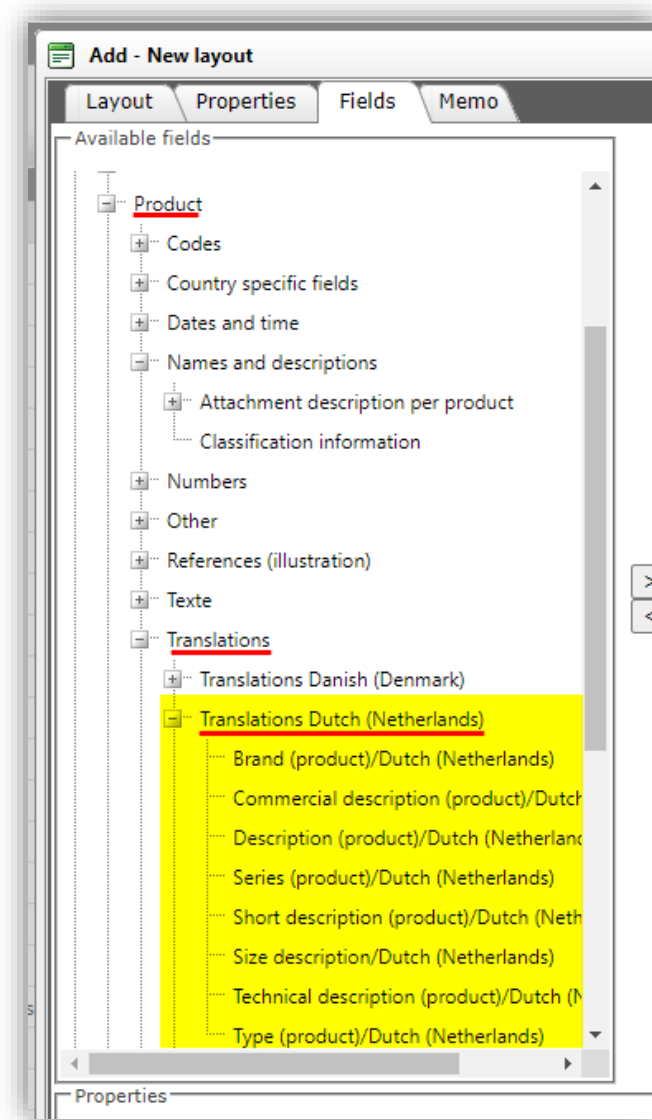 Add - New layout
Layout Properties Fields Memo
Available fields
Product
Codes
Country specific fields
Dates and time
Names and descriptions
Attachment description per product
Classification information
Numbers
Other
References (illustration)
Texte
Translations
Translations Danish (Denmark)
Translations Dutch (Netherlands)
Brand (product)/Dutch (Netherlands)
Commercial description (product)/Dutch
Description (product)/Dutch (Netherland
Series (product)/Dutch (Netherlands)
Short description (product)/Dutch (Neth
Size description/Dutch (Netherlands)
Technical description (product)/Dutch (N
Type (product)/Dutch (Netherlands)
Properties